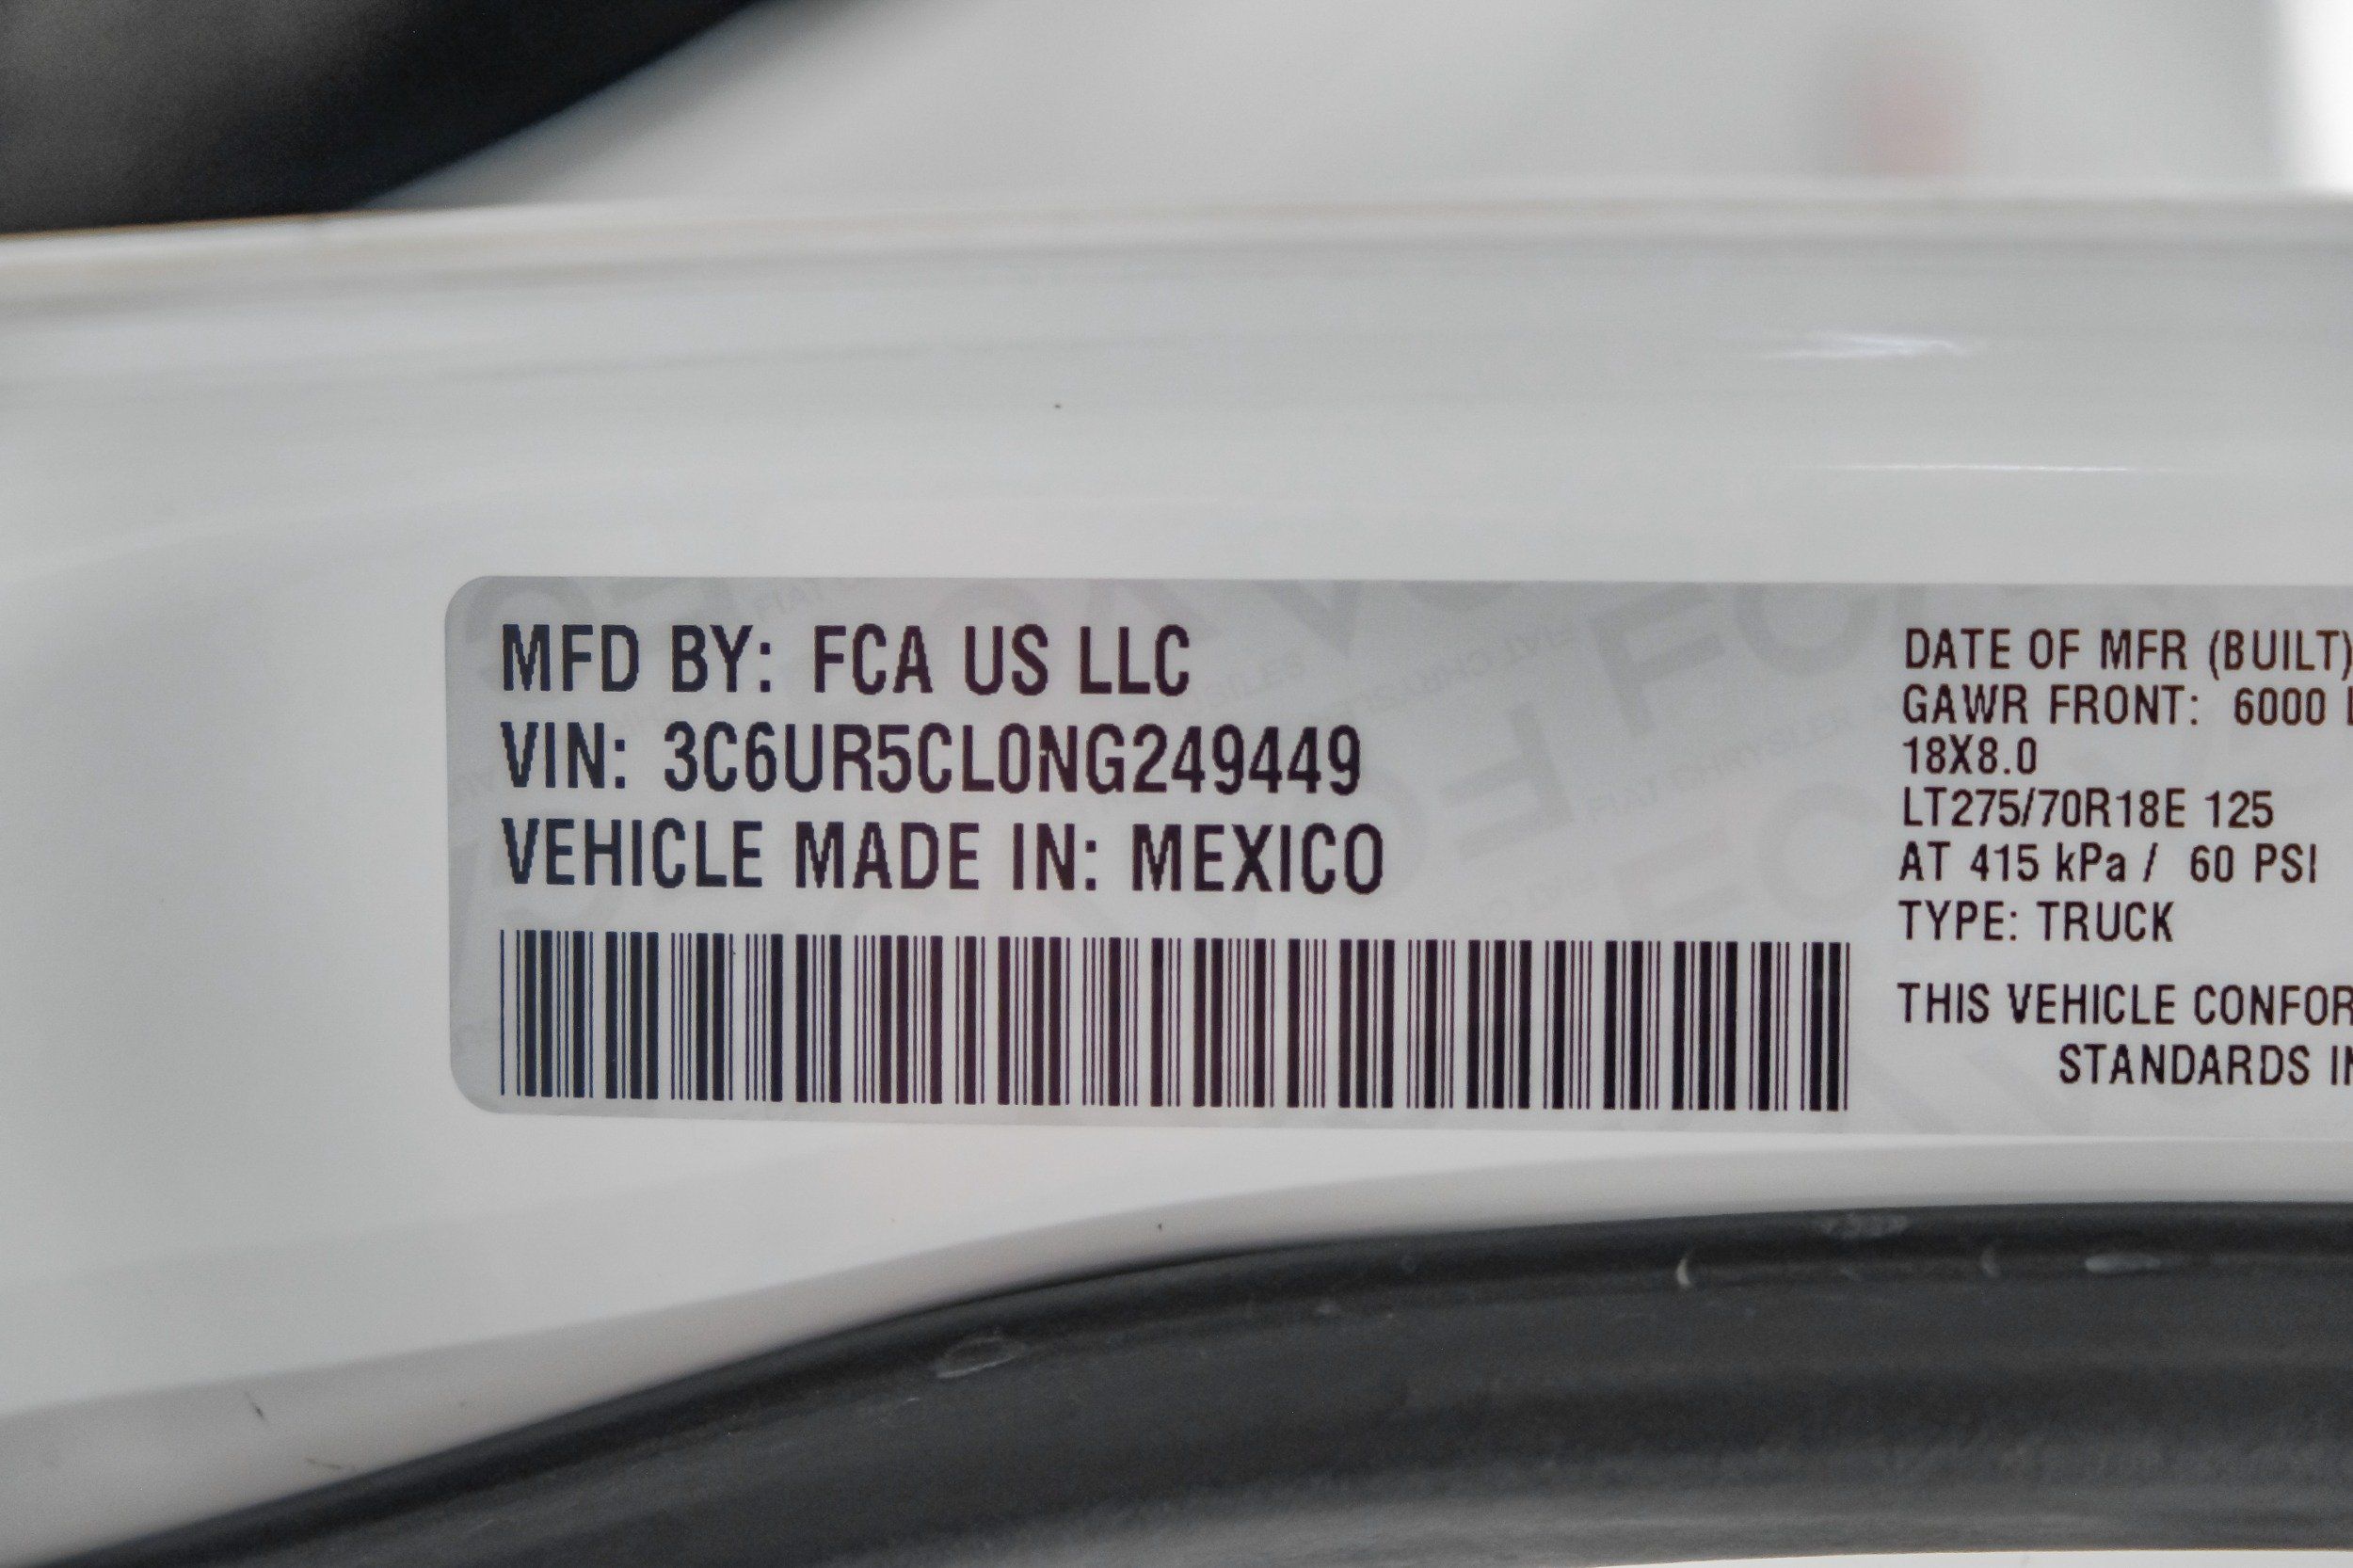 MFD BY: FCA US LLC
VIN: 3C6UR5CL0NG249449
VEHICLE MADE IN: MEXICO
DATE OF MFR (BUILT)
GAWR FRONT: 6000
18X8.0
LT275/70R18E 125
AT 415 kPa / 60 PSI
TYPE: TRUCK
THIS VEHICLE CONFOR
STANDARDS IN